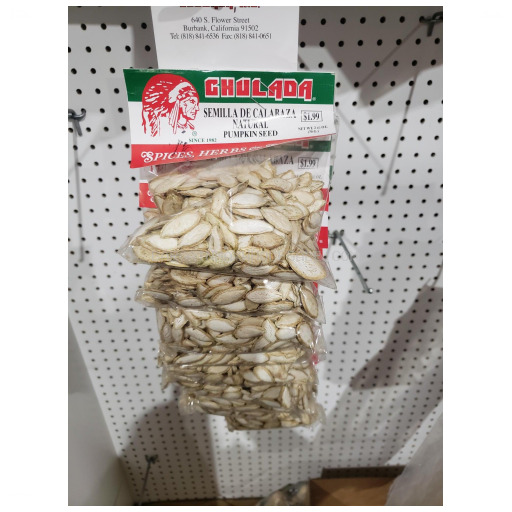 640 S. Flower Street
Burbank, California 91502
Tel: (818) 841-6536 Fax: (818) 841-0651
CHULADA
SEMILLA DE CALABAZA
$1.99
NATURAL
PUMPKIN SEED
SINCE 1982
SPICES, HERBS
$1.99